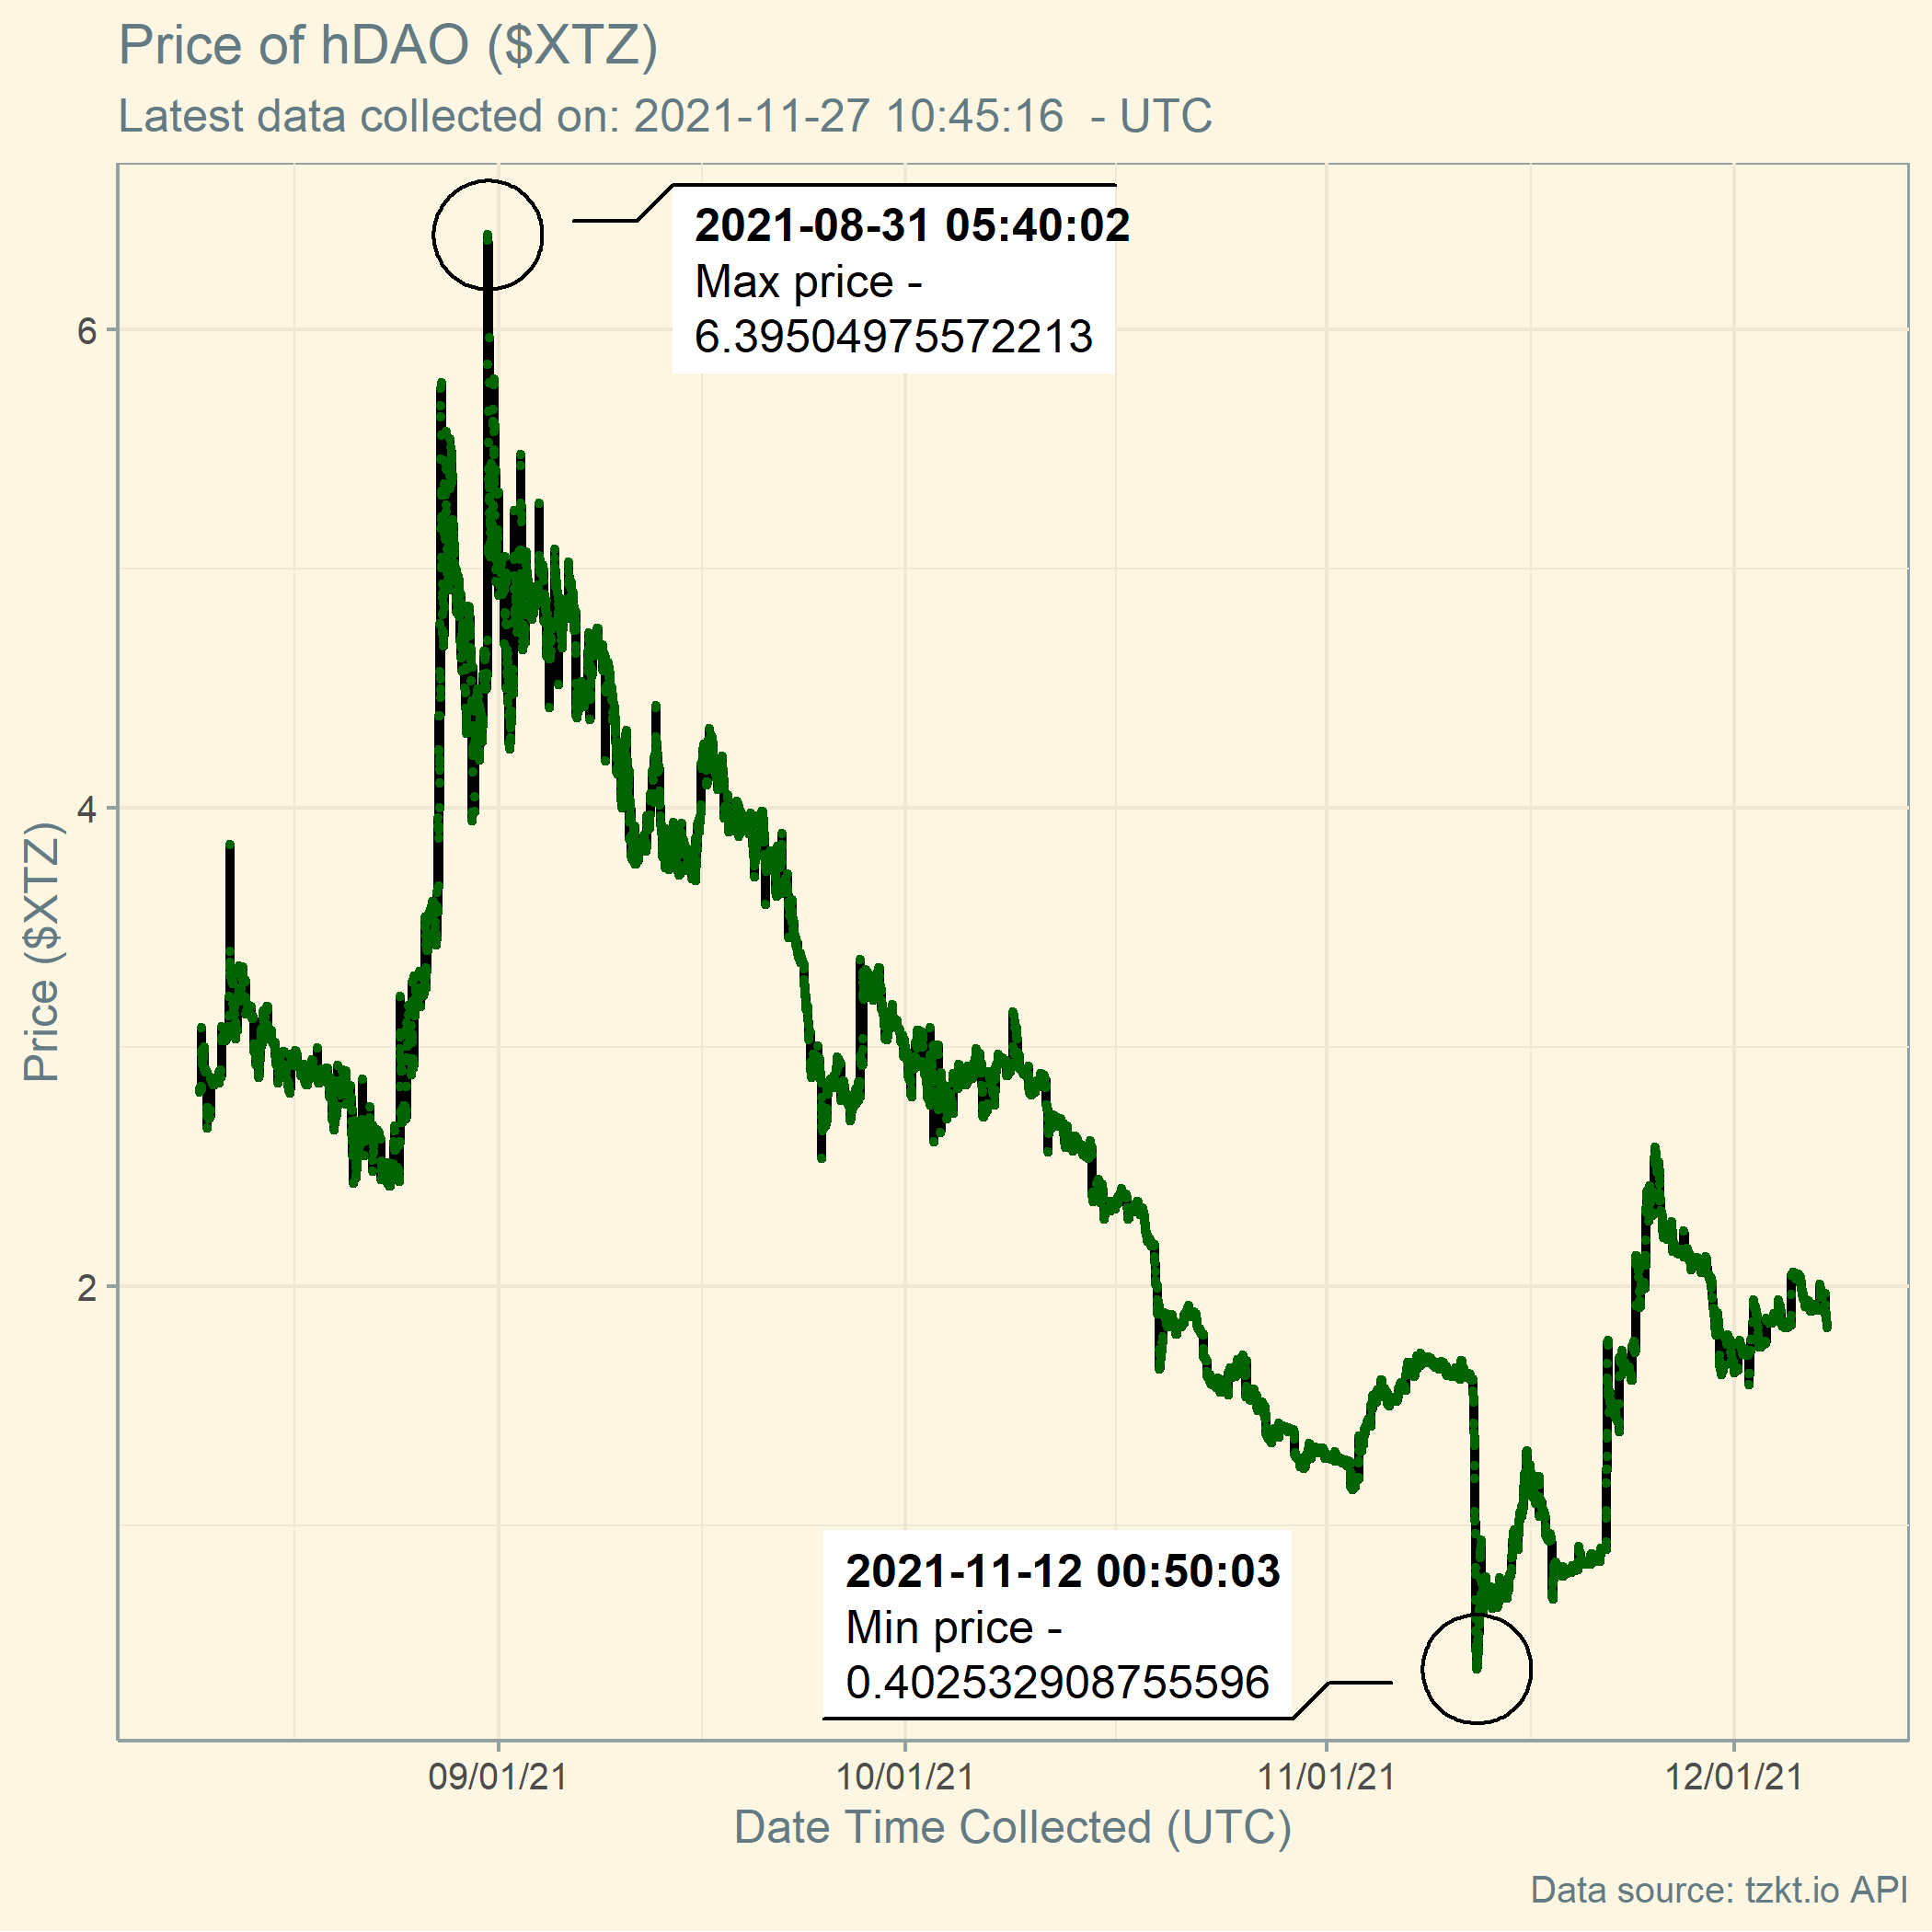 Price of hDAO ($XTZ)
Latest data collected on: 2021-11-27 10:45:16  - UTC
2021-08-31 05:40:02
Max price -
6.39504975572213
6
4
2
Price ($XTZ)
2021-11-12 00:50:03
Min price -
0.402532908755596
09/01/21 10/01/21 11/01/21 12/01/21
Date Time Collected (UTC)
Data source: tzkt.io API